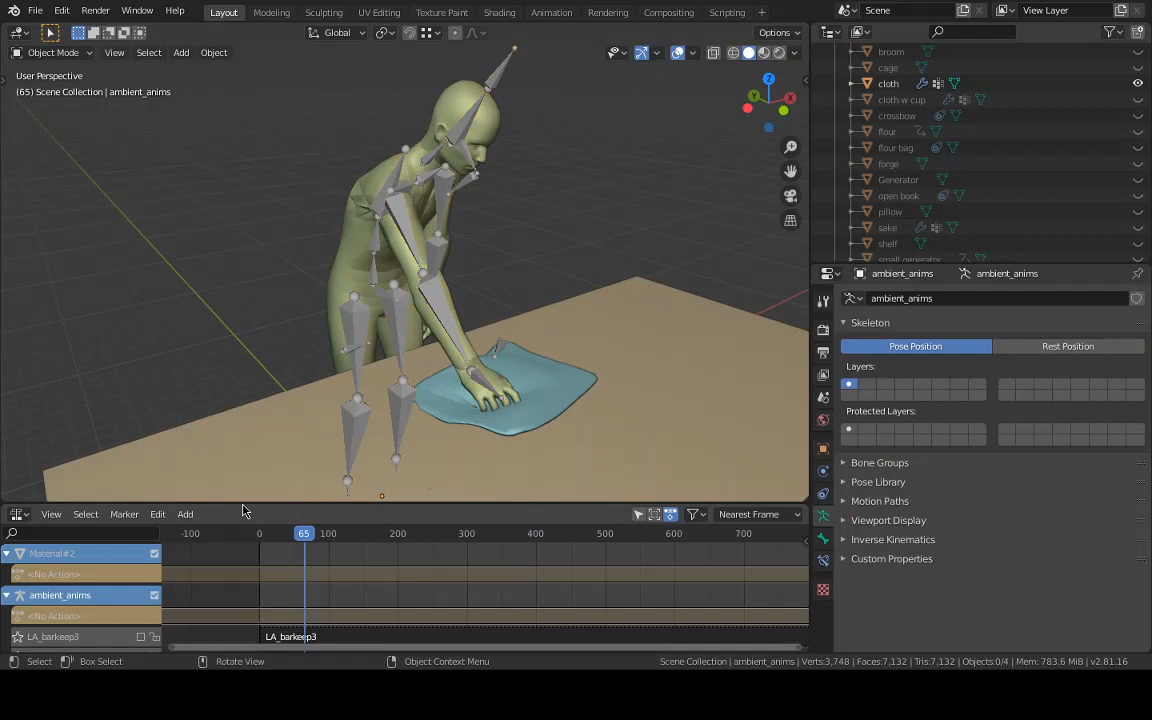 File Edit Render Window Help Layout Modeling Sculpting UV Editing Texture Paint Shading Animation Rendering Compositing Scripting Scene View Layer
Global Options
Object Mode View Select Add Object
User Perspective
(65) Scene Collection | ambient_anims
Z
Y
X
broom
cage
cloth
cloth w cup
crossbow
flour
flour bag
forge
Generator
open book
pillow
sake
shelf
small generator
ambient_anims ambient_anims
ambient_anims
Skeleton
Pose Position Rest Position
Layers:
Protected Layers:
Bone Groups
Pose Library
Motion Paths
Viewport Display
Inverse Kinematics
Custom Properties
View Select Marker Edit Add Nearest Frame
-100 0 65 100 200 300 400 500 600 700
Material#2
<No Action>
ambient_anims
<No Action>
LA_barkeep3 LA_barkeep3
Select Box Select Rotate View Object Context Menu Scene Collection | ambient_anims | Verts:3,748 | Faces:7,132 | Tris:7,132 | Objects:0/4 | Mem: 783.6 MiB | v2.81.16